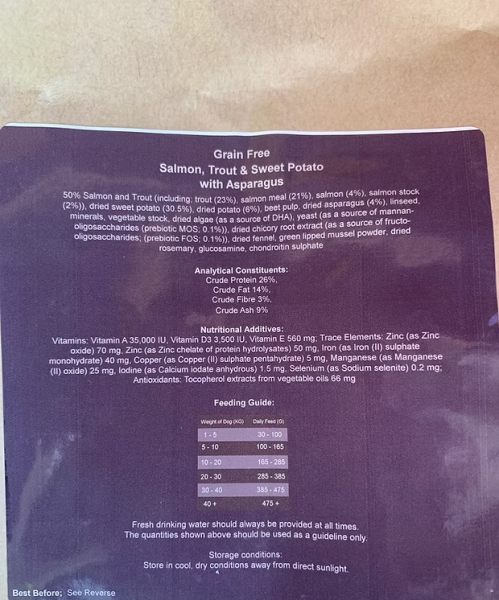 Grain Free
Salmon, Trout & Sweet Potato
with Asparagus
50% Salmon and Trout (including: trout (23%), salmon meal (21%), salmon (4%), salmon stock
(2%)), dried sweet potato (30.5%), dried potato (6%), beet pulp, dried asparagus (4%), linseed,
minerals, vegetable stock, dried algae (as a source of DHA), yeast (as a source of mannan-
oligosaccharides (prebiotic MOS; 0.1%)), dried chicory root extract (as a source of fructo-
oligosaccharides; (prebiotic FOS; 0.1%)), dried fennel, green lipped mussel powder, dried
rosemary, glucosamine, chondroitin sulphate
Analytical Constituents:
Crude Protein 26%,
Crude Fat 14%,
Crude Fibre 3%,
Crude Ash 9%
Nutritional Additives:
Vitamins: Vitamin A 35,000 IU, Vitamin D3 3,500 IU, Vitamin E 560 mg; Trace Elements: Zinc (as Zinc
oxide) 70 mg, Zinc (as Zinc chelate of protein hydrolysates) 50 mg, Iron (as Iron (II) sulphate
monohydrate) 40 mg, Copper (as Copper (II) sulphate pentahydrate) 5 mg, Manganese (as Manganese
(II) oxide) 25 mg, Iodine (as Calcium iodate anhydrous) 1.5 mg, Selenium (as Sodium selenite) 0.2 mg;
Antioxidants: Tocopherol extracts from vegetable oils 66 mg
Feeding Guide:
Weight of Dog (KG) Daily Feed (G)
1 - 5 30 - 100
5 - 10 100 - 165
10 - 20 165 - 285
20 - 30 285 - 385
30 - 40 385 - 475
40 + 475 +
Fresh drinking water should always be provided at all times.
The quantities shown above should be used as a guideline only.
Storage conditions:
Store in cool, dry conditions away from direct sunlight.
Best Before; See Reverse